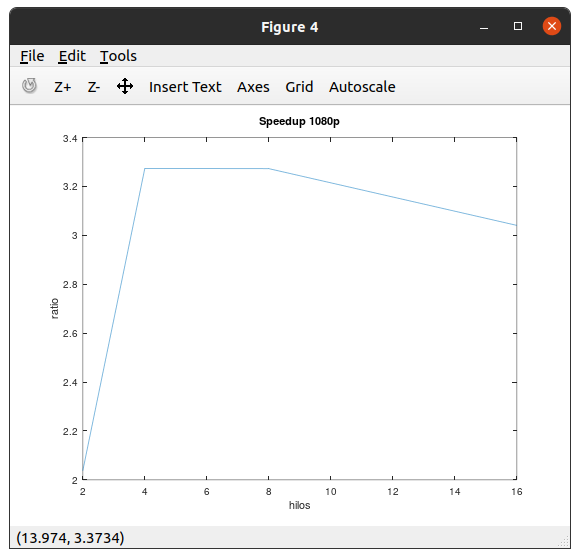 Figure 4
File Edit Tools
Z+ Z- Insert Text Axes Grid Autoscale
Speedup 1080p
3.4
3.2
3
2.8
2.6
2.4
2.2
2
ratio
2 4 6 8 10 12 14 16
hilos
(13.974, 3.3734)